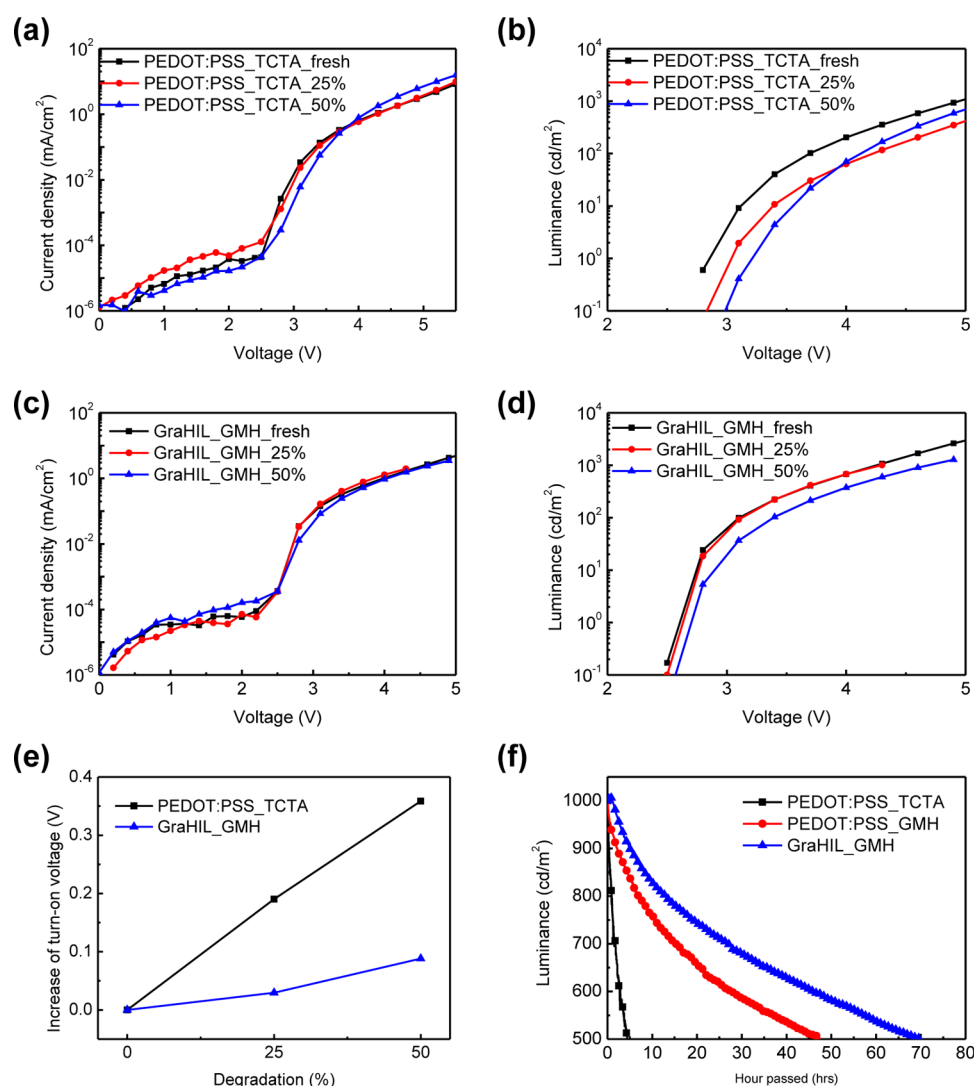 (a)
10²
10⁰
10⁻²
10⁻⁴
10⁻⁶
0 1 2 3 4 5
Current density (mA/cm²)
Voltage (V)
PEDOT:PSS_TCTA_fresh
PEDOT:PSS_TCTA_25%
PEDOT:PSS_TCTA_50%
(b)
10⁴
10³
10²
10¹
10⁰
10⁻¹
2 3 4 5
Luminance (cd/m²)
Voltage (V)
PEDOT:PSS_TCTA_fresh
PEDOT:PSS_TCTA_25%
PEDOT:PSS_TCTA_50%
(c)
10²
10⁰
10⁻²
10⁻⁴
10⁻⁶
0 1 2 3 4 5
Current density (mA/cm²)
Voltage (V)
GraHIL_GMH_fresh
GraHIL_GMH_25%
GraHIL_GMH_50%
(d)
10⁴
10³
10²
10¹
10⁰
10⁻¹
2 3 4 5
Luminance (cd/m²)
Voltage (V)
GraHIL_GMH_fresh
GraHIL_GMH_25%
GraHIL_GMH_50%
(e)
0.4
0.3
0.2
0.1
0.0
0 25 50
Increase of turn-on voltage (V)
Degradation (%)
PEDOT:PSS_TCTA
GraHIL_GMH
(f)
1000
900
800
700
600
500
0 10 20 30 40 50 60 70 80
Luminance (cd/m²)
Hour passed (hrs)
PEDOT:PSS_TCTA
PEDOT:PSS_GMH
GraHIL_GMH